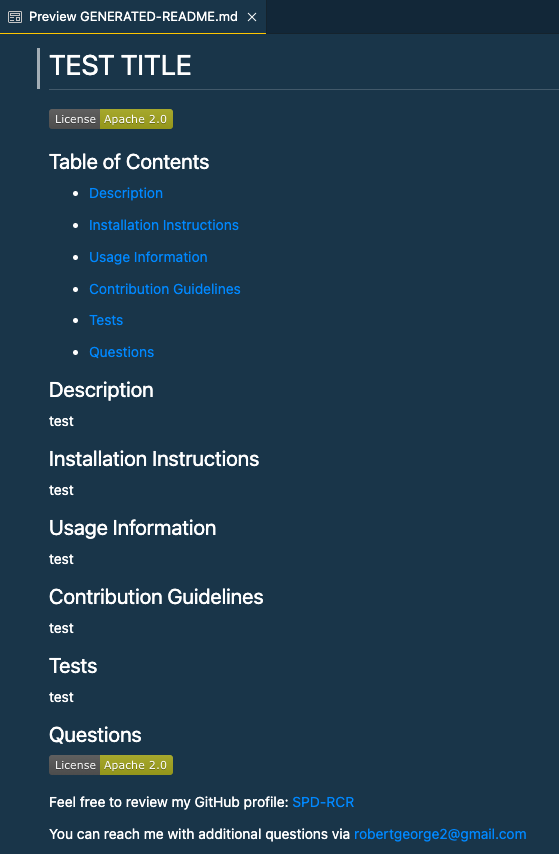 Preview GENERATED-README.md
TEST TITLE
License Apache 2.0
Table of Contents
Description
Installation Instructions
Usage Information
Contribution Guidelines
Tests
Questions
Description
test
Installation Instructions
test
Usage Information
test
Contribution Guidelines
test
Tests
test
Questions
License Apache 2.0
Feel free to review my GitHub profile: SPD-RCR
You can reach me with additional questions via robertgeorge2@gmail.com